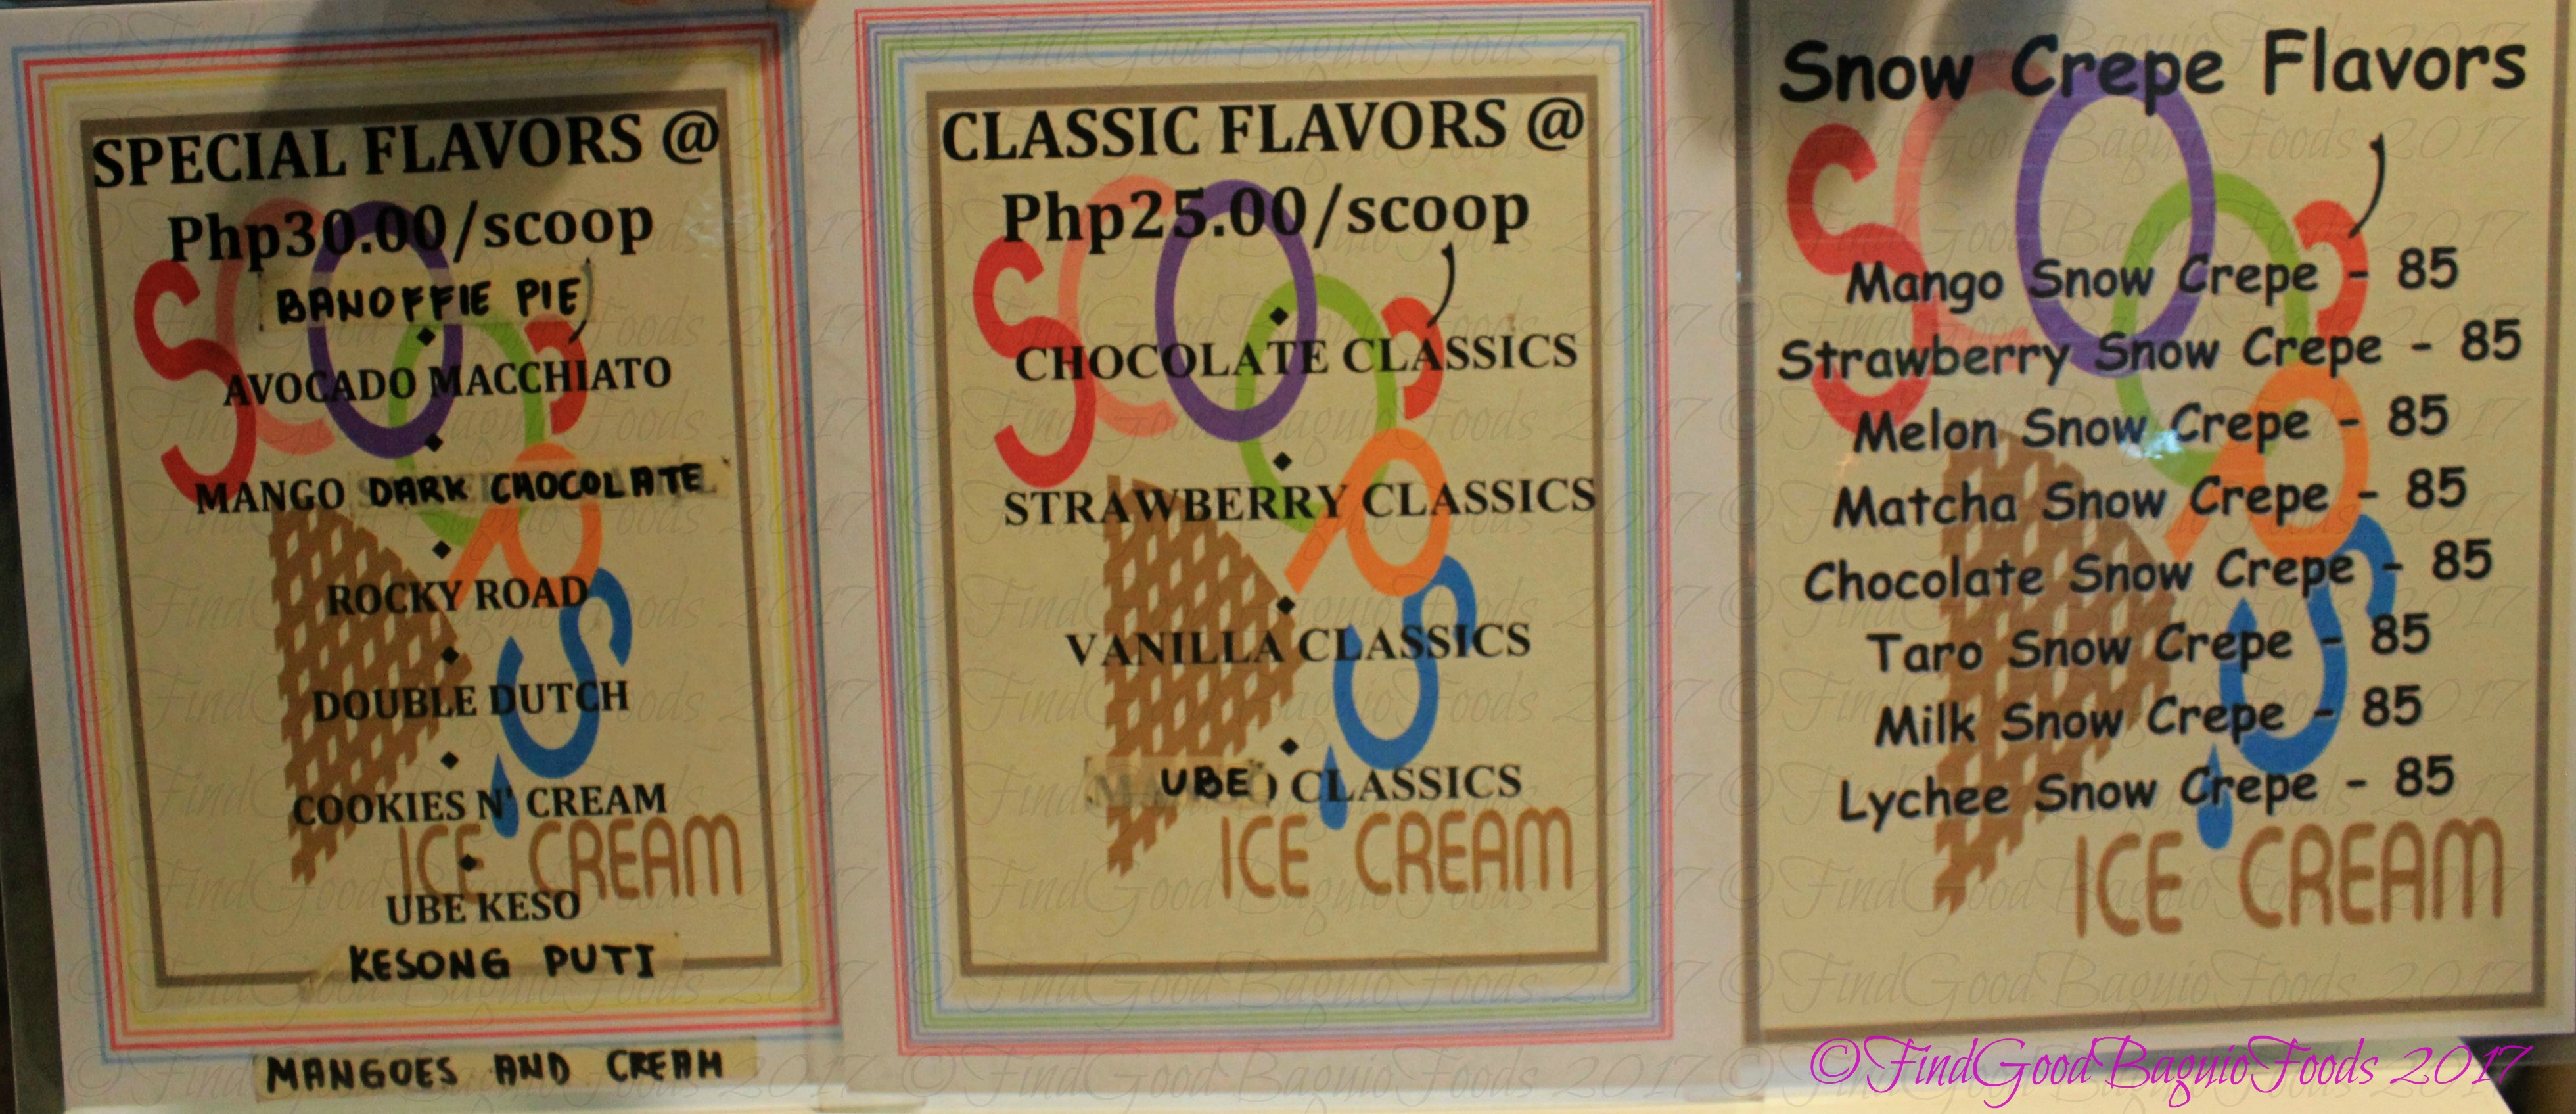 SPECIAL FLAVORS @
Php30.00/scoop
BANOFFIE PIE
AVOCADO MACCHIATO
MANGO DARK CHOCOLATE
ROCKY ROAD
DOUBLE DUTCH
COOKIES N' CREAM
UBE KESO
KESONG PUTI
MANGOES AND CREAM
SCOOPS'
ICE CREAM
CLASSIC FLAVORS @
Php25.00/scoop
CHOCOLATE CLASSICS
STRAWBERRY CLASSICS
VANILLA CLASSICS
UBE CLASSICS
SCOOPS'
ICE CREAM
Snow Crepe Flavors
Mango Snow Crepe - 85
Strawberry Snow Crepe - 85
Melon Snow Crepe - 85
Matcha Snow Crepe - 85
Chocolate Snow Crepe - 85
Taro Snow Crepe - 85
Milk Snow Crepe - 85
Lychee Snow Crepe - 85
SCOOPS'
ICE CREAM
©FindGoodBaguioFoods 2017